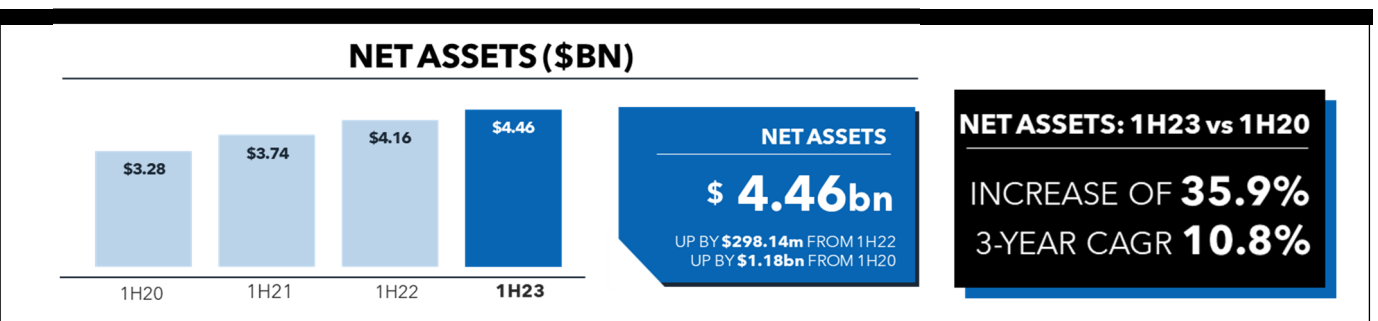 NET ASSETS ($BN)
$3.28
$3.74
$4.16
$4.46
1H20
1H21
1H22
1H23
NET ASSETS
$ 4.46bn
UP BY $298.14m FROM 1H22
UP BY $1.18bn FROM 1H20
NET ASSETS: 1H23 vs 1H20
INCREASE OF 35.9%
3-YEAR CAGR 10.8%